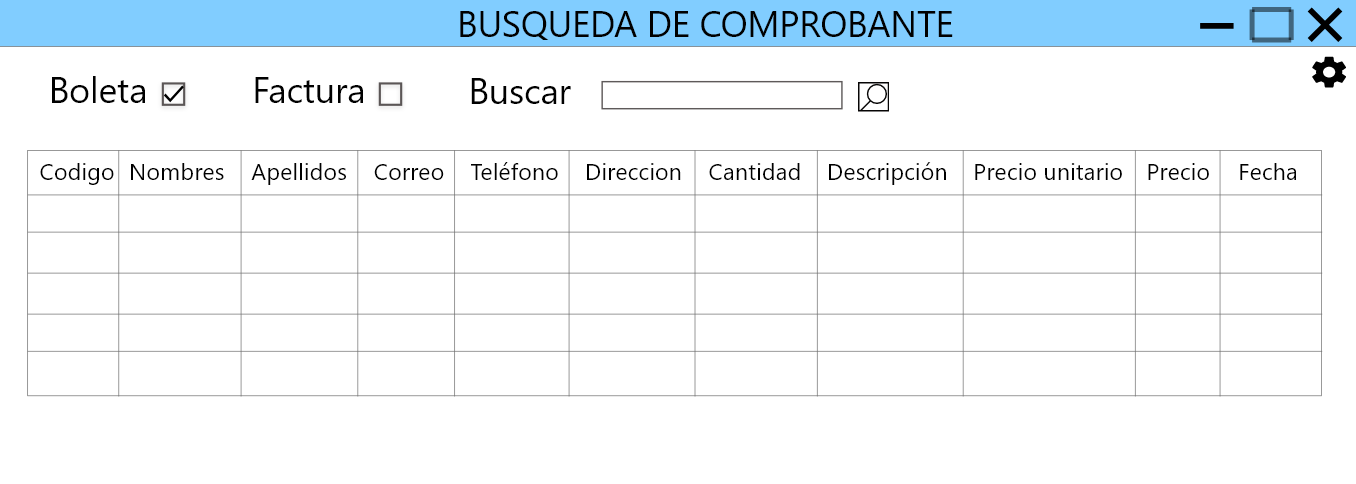 BUSQUEDA DE COMPROBANTE
Boleta Factura Buscar
Codigo Nombres Apellidos Correo Teléfono Direccion Cantidad Descripción Precio unitario Precio Fecha